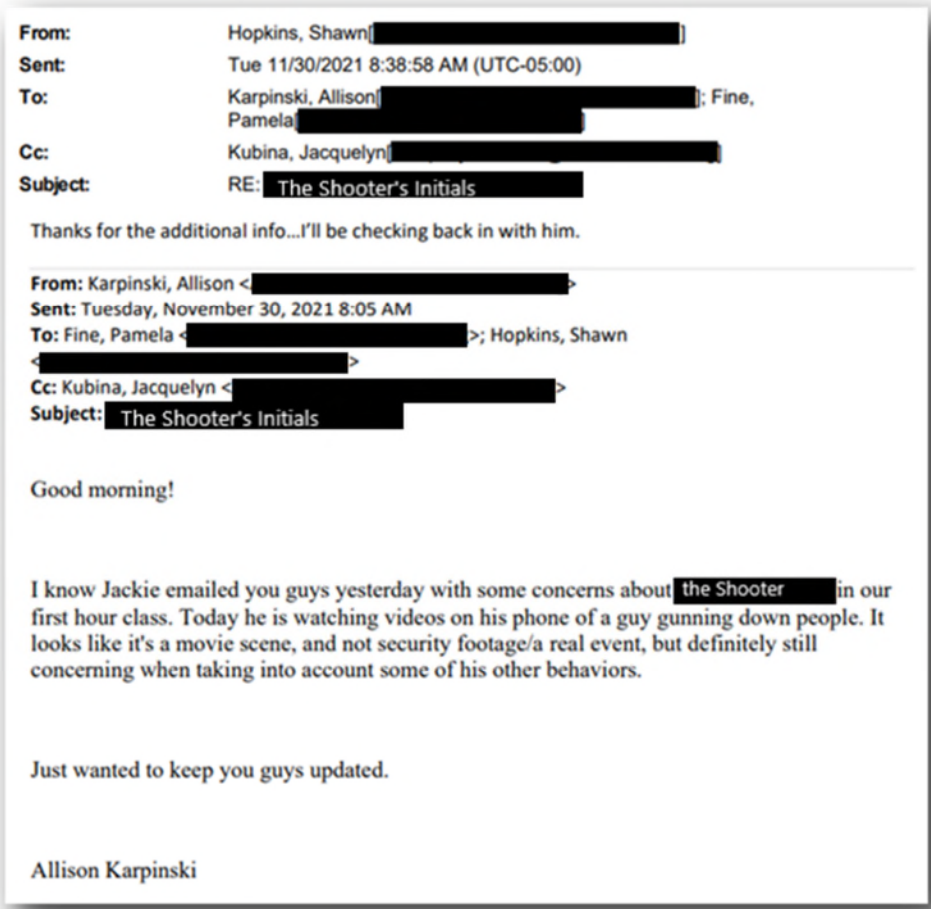 From: Hopkins, Shawn[ ]
Sent: Tue 11/30/2021 8:38:58 AM (UTC-05:00)
To: Karpinski, Allison[ ]; Fine,
Pamela[ ]
Cc: Kubina, Jacquelyn[ ]
Subject: RE: The Shooter's Initials
Thanks for the additional info...I'll be checking back in with him.
From: Karpinski, Allison < >
Sent: Tuesday, November 30, 2021 8:05 AM
To: Fine, Pamela < >; Hopkins, Shawn
< >
Cc: Kubina, Jacquelyn < >
Subject: The Shooter's Initials
Good morning!
I know Jackie emailed you guys yesterday with some concerns about the Shooter in our
first hour class. Today he is watching videos on his phone of a guy gunning down people. It
looks like it's a movie scene, and not security footage/a real event, but definitely still
concerning when taking into account some of his other behaviors.
Just wanted to keep you guys updated.
Allison Karpinski